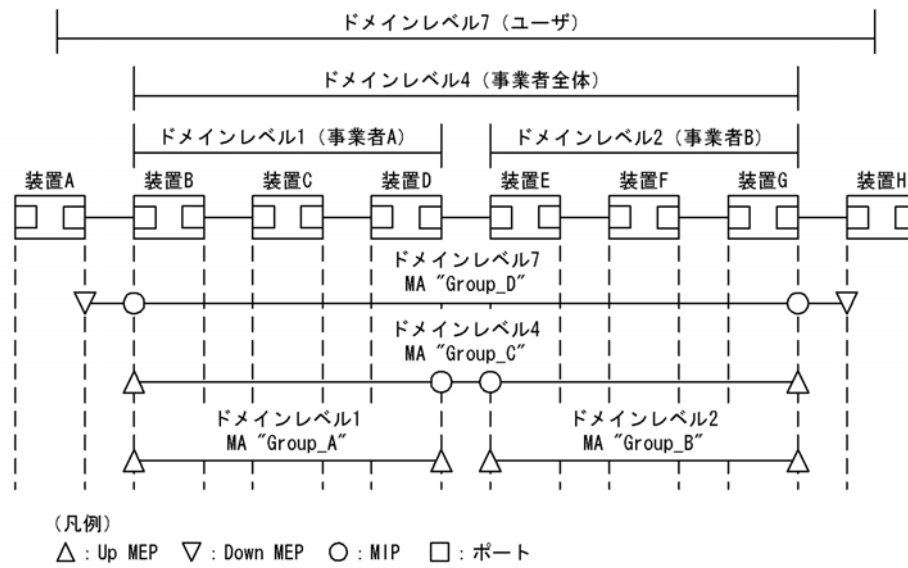 ドメインレベル7（ユーザ）
ドメインレベル4（事業者全体）
ドメインレベル1（事業者A） ドメインレベル2（事業者B）
装置A 装置B 装置C 装置D 装置E 装置F 装置G 装置H
ドメインレベル7
MA "Group_D"
ドメインレベル4
MA "Group_C"
ドメインレベル1
MA "Group_A"
ドメインレベル2
MA "Group_B"
（凡例）
△：Up MEP ▽：Down MEP ○：MIP □：ポート